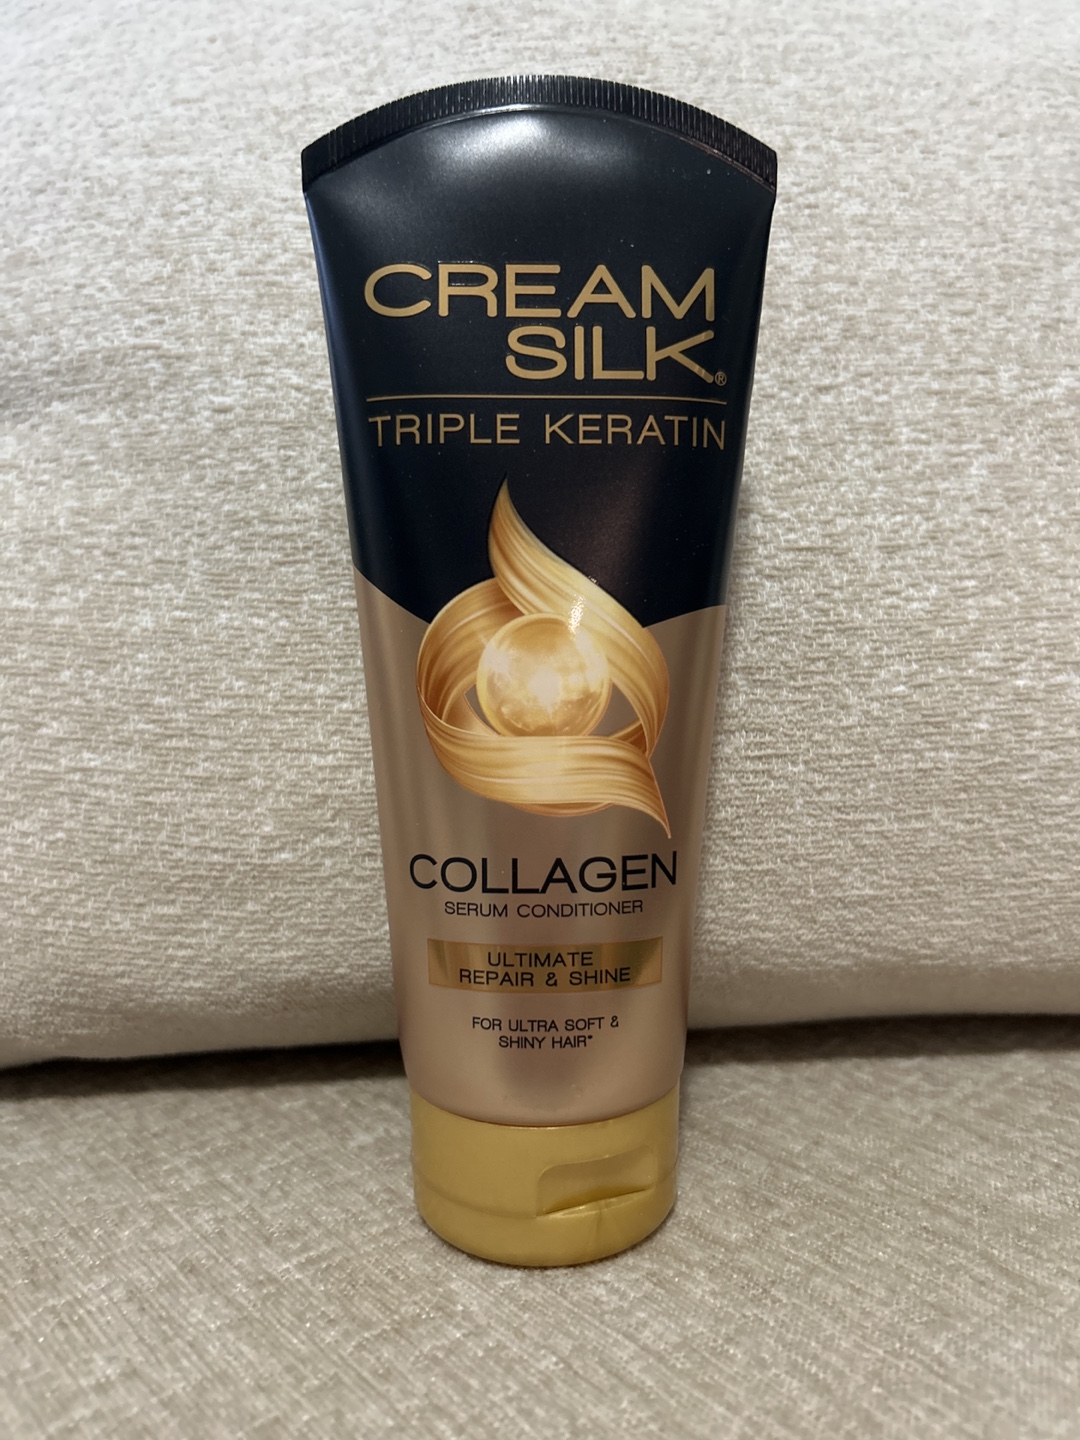 CREAM
SILK®
TRIPLE KERATIN
COLLAGEN
SERUM CONDITIONER
ULTIMATE
REPAIR & SHINE
FOR ULTRA SOFT &
SHINY HAIR*